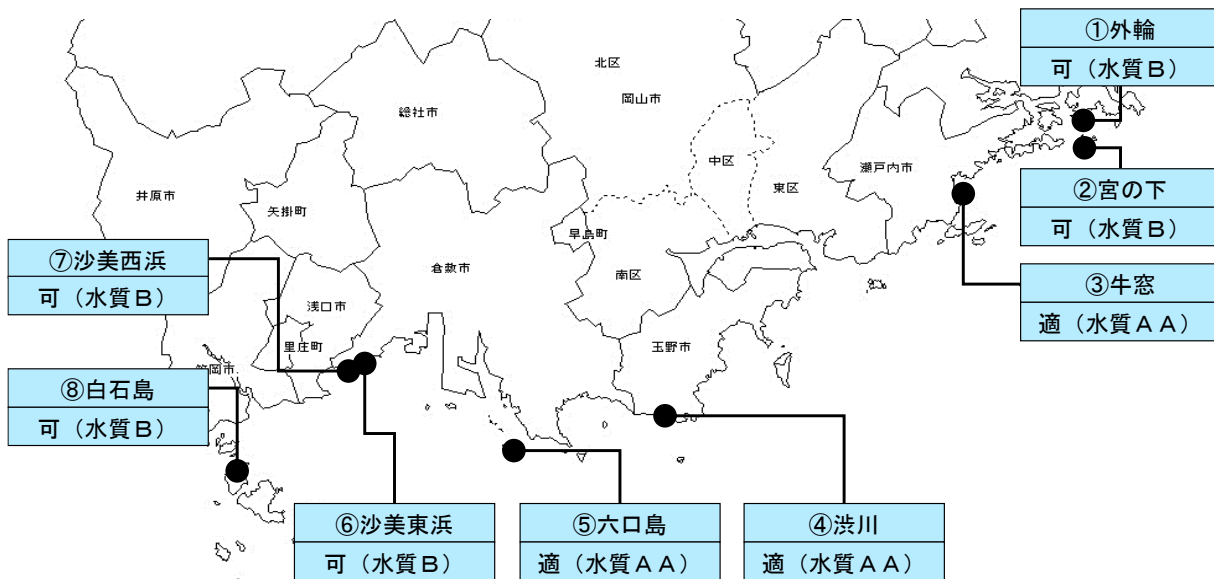 ①外輪
可（水質Ｂ）
北区
岡山市
総社市
中区
瀬戸内市
東区
井原市
矢掛町
②宮の下
可（水質Ｂ）
早島町
⑦沙美西浜
可（水質Ｂ）
倉敷市
南区
③牛窓
適（水質ＡＡ）
浅口市
里庄町
玉野市
笠岡市
⑧白石島
可（水質Ｂ）
⑥沙美東浜
可（水質Ｂ）
⑤六口島
適（水質ＡＡ）
④渋川
適（水質ＡＡ）